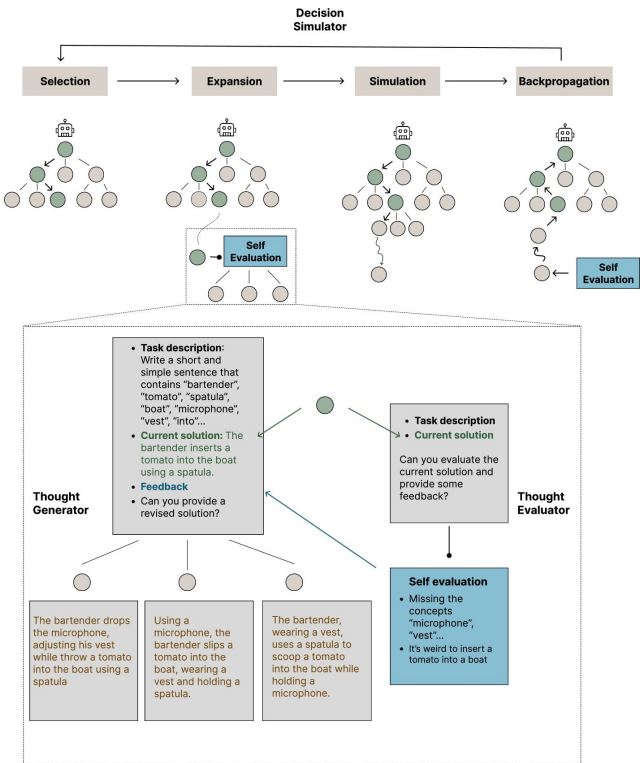 Decision
Simulator
Selection
Expansion
Simulation
Backpropagation
Self
Evaluation
Self
Evaluation
• Task description:
Write a short and
simple sentence that
contains “bartender”,
“tomato”, “spatula”,
“boat”, “microphone”,
“vest”, “into”...
• Current solution: The
bartender inserts a
tomato into the boat
using a spatula.
• Feedback
• Can you provide a
revised solution?
• Task description
• Current solution
Can you evaluate the
current solution and
provide some
feedback?
Thought
Generator
Thought
Evaluator
Self evaluation
• Missing the
concepts
“microphone”,
“vest”...
• It's weird to insert a
tomato into a boat
The bartender drops
the microphone,
adjusting his vest
while throw a tomato
into the boat using a
spatula
Using a
microphone, the
bartender slips a
tomato into the
boat, wearing a
vest and holding a
spatula.
The bartender,
wearing a vest,
uses a spatula to
scoop a tomato
into the boat while
holding a
microphone.